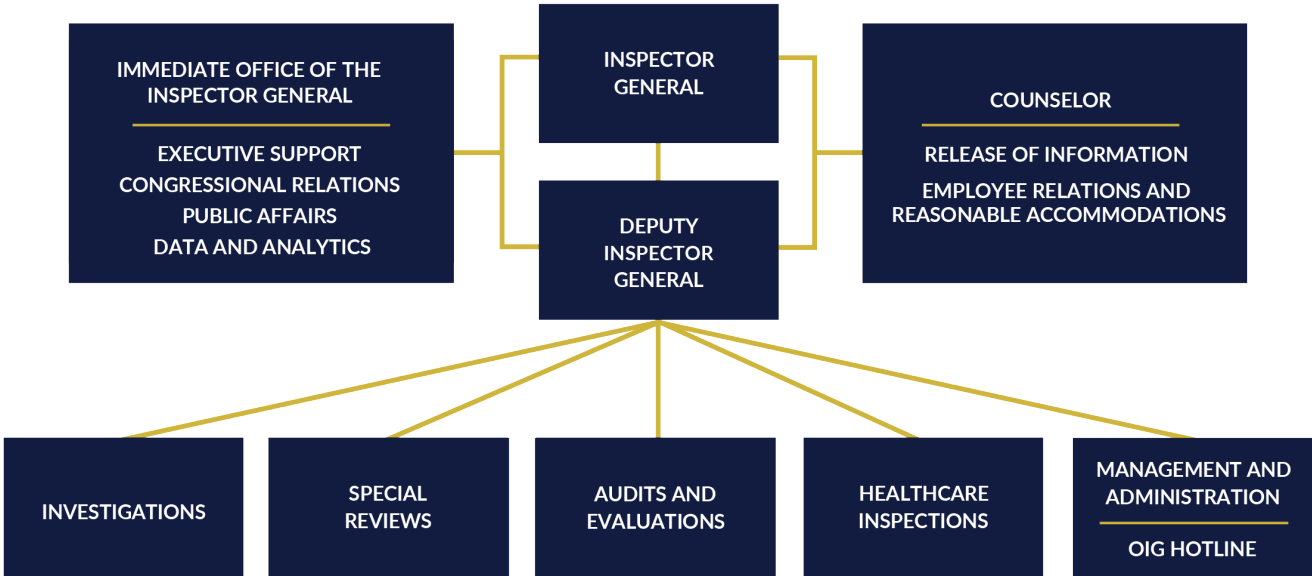 IMMEDIATE OFFICE OF THE
INSPECTOR GENERAL
EXECUTIVE SUPPORT
CONGRESSIONAL RELATIONS
PUBLIC AFFAIRS
DATA AND ANALYTICS
INSPECTOR
GENERAL
DEPUTY
INSPECTOR
GENERAL
COUNSELOR
RELEASE OF INFORMATION
EMPLOYEE RELATIONS AND
REASONABLE ACCOMMODATIONS
INVESTIGATIONS
SPECIAL
REVIEWS
AUDITS AND
EVALUATIONS
HEALTHCARE
INSPECTIONS
MANAGEMENT AND
ADMINISTRATION
OIG HOTLINE